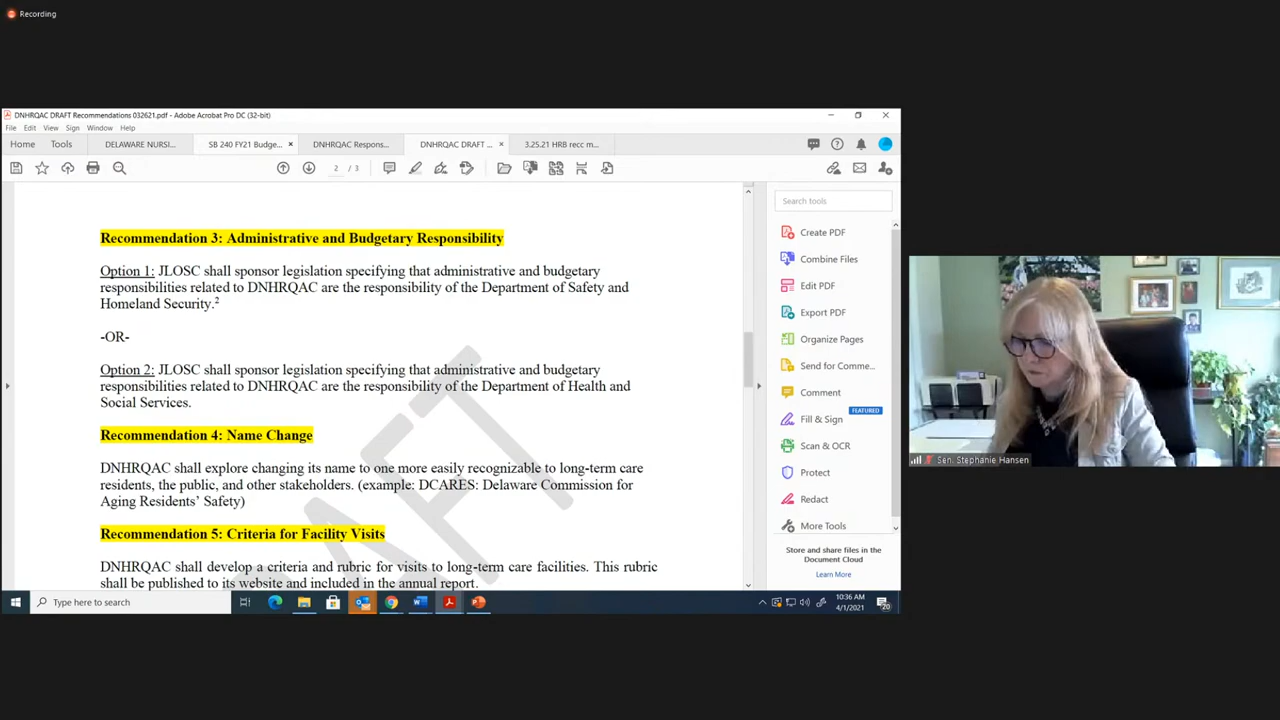 Recording
DNHRQAC DRAFT Recommendations 032621.pdf - Adobe Acrobat Pro DC (32-bit)
File Edit View Sign Window Help
Home Tools DELAWARE NURSI... SB 240 FY21 Budge... × DNHRQAC Respons... DNHRQAC DRAFT ... × 3.25.21 HRB recc m...
2 / 3
Search tools
Recommendation 3: Administrative and Budgetary Responsibility
Option 1: JLOSC shall sponsor legislation specifying that administrative and budgetary
responsibilities related to DNHRQAC are the responsibility of the Department of Safety and
Homeland Security.2
-OR-
Option 2: JLOSC shall sponsor legislation specifying that administrative and budgetary
responsibilities related to DNHRQAC are the responsibility of the Department of Health and
Social Services.
Recommendation 4: Name Change
DNHRQAC shall explore changing its name to one more easily recognizable to long-term care
residents, the public, and other stakeholders. (example: DCARES: Delaware Commission for
Aging Residents' Safety)
Recommendation 5: Criteria for Facility Visits
DNHRQAC shall develop a criteria and rubric for visits to long-term care facilities. This rubric
shall be published to its website and included in the annual report.
DRAFT
Create PDF
Combine Files
Edit PDF
Export PDF
Organize Pages
Send for Comme...
Comment
FEATURED
Fill & Sign
Scan & OCR
Protect
Redact
More Tools
Store and share files in the
Document Cloud
Learn More
Sen. Stephanie Hansen
Type here to search
10:36 AM
4/1/2021
20